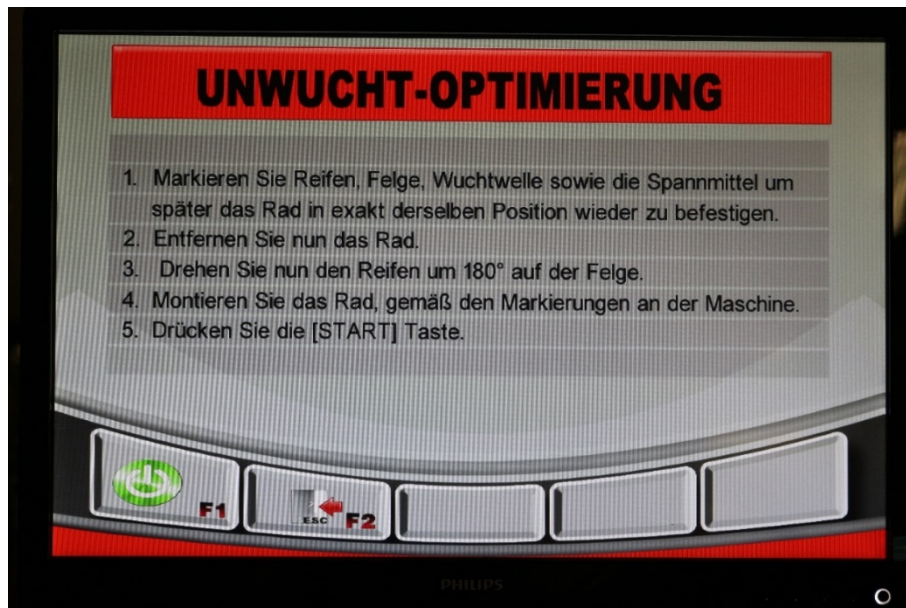 UNWUCHT-OPTIMIERUNG
1. Markieren Sie Reifen, Felge, Wuchtwelle sowie die Spannmittel um
später das Rad in exakt derselben Position wieder zu befestigen.
2. Entfernen Sie nun das Rad.
3. Drehen Sie nun den Reifen um 180° auf der Felge.
4. Montieren Sie das Rad, gemäß den Markierungen an der Maschine.
5. Drücken Sie die [START] Taste.
F1
ESC F2
PHILIPS